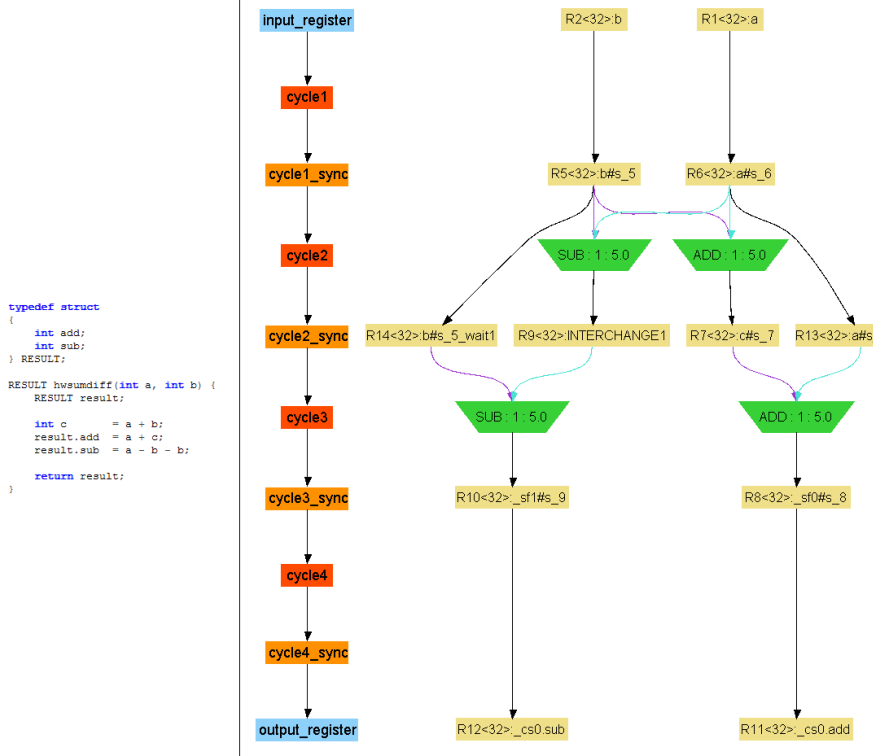 typedef struct
{
    int add;
    int sub;
} RESULT;
RESULT hwsumdiff(int a, int b) {
    RESULT result;
    int c       = a + b;
    result.add  = a + c;
    result.sub  = a - b - b;
    return result;
}
input_register
R2<32>:b
R1<32>:a
cycle1
cycle1_sync
R5<32>:b#s_5
R6<32>:a#s_6
cycle2
SUB : 1 : 5.0
ADD : 1 : 5.0
cycle2_sync
R14<32>:b#s_5_wait1
R9<32>:INTERCHANGE1
R7<32>:c#s_7
R13<32>:a#s
cycle3
SUB : 1 : 5.0
ADD : 1 : 5.0
cycle3_sync
R10<32>:_sf1#s_9
R8<32>:_sf0#s_8
cycle4
cycle4_sync
output_register
R12<32>:_cs0.sub
R11<32>:_cs0.add